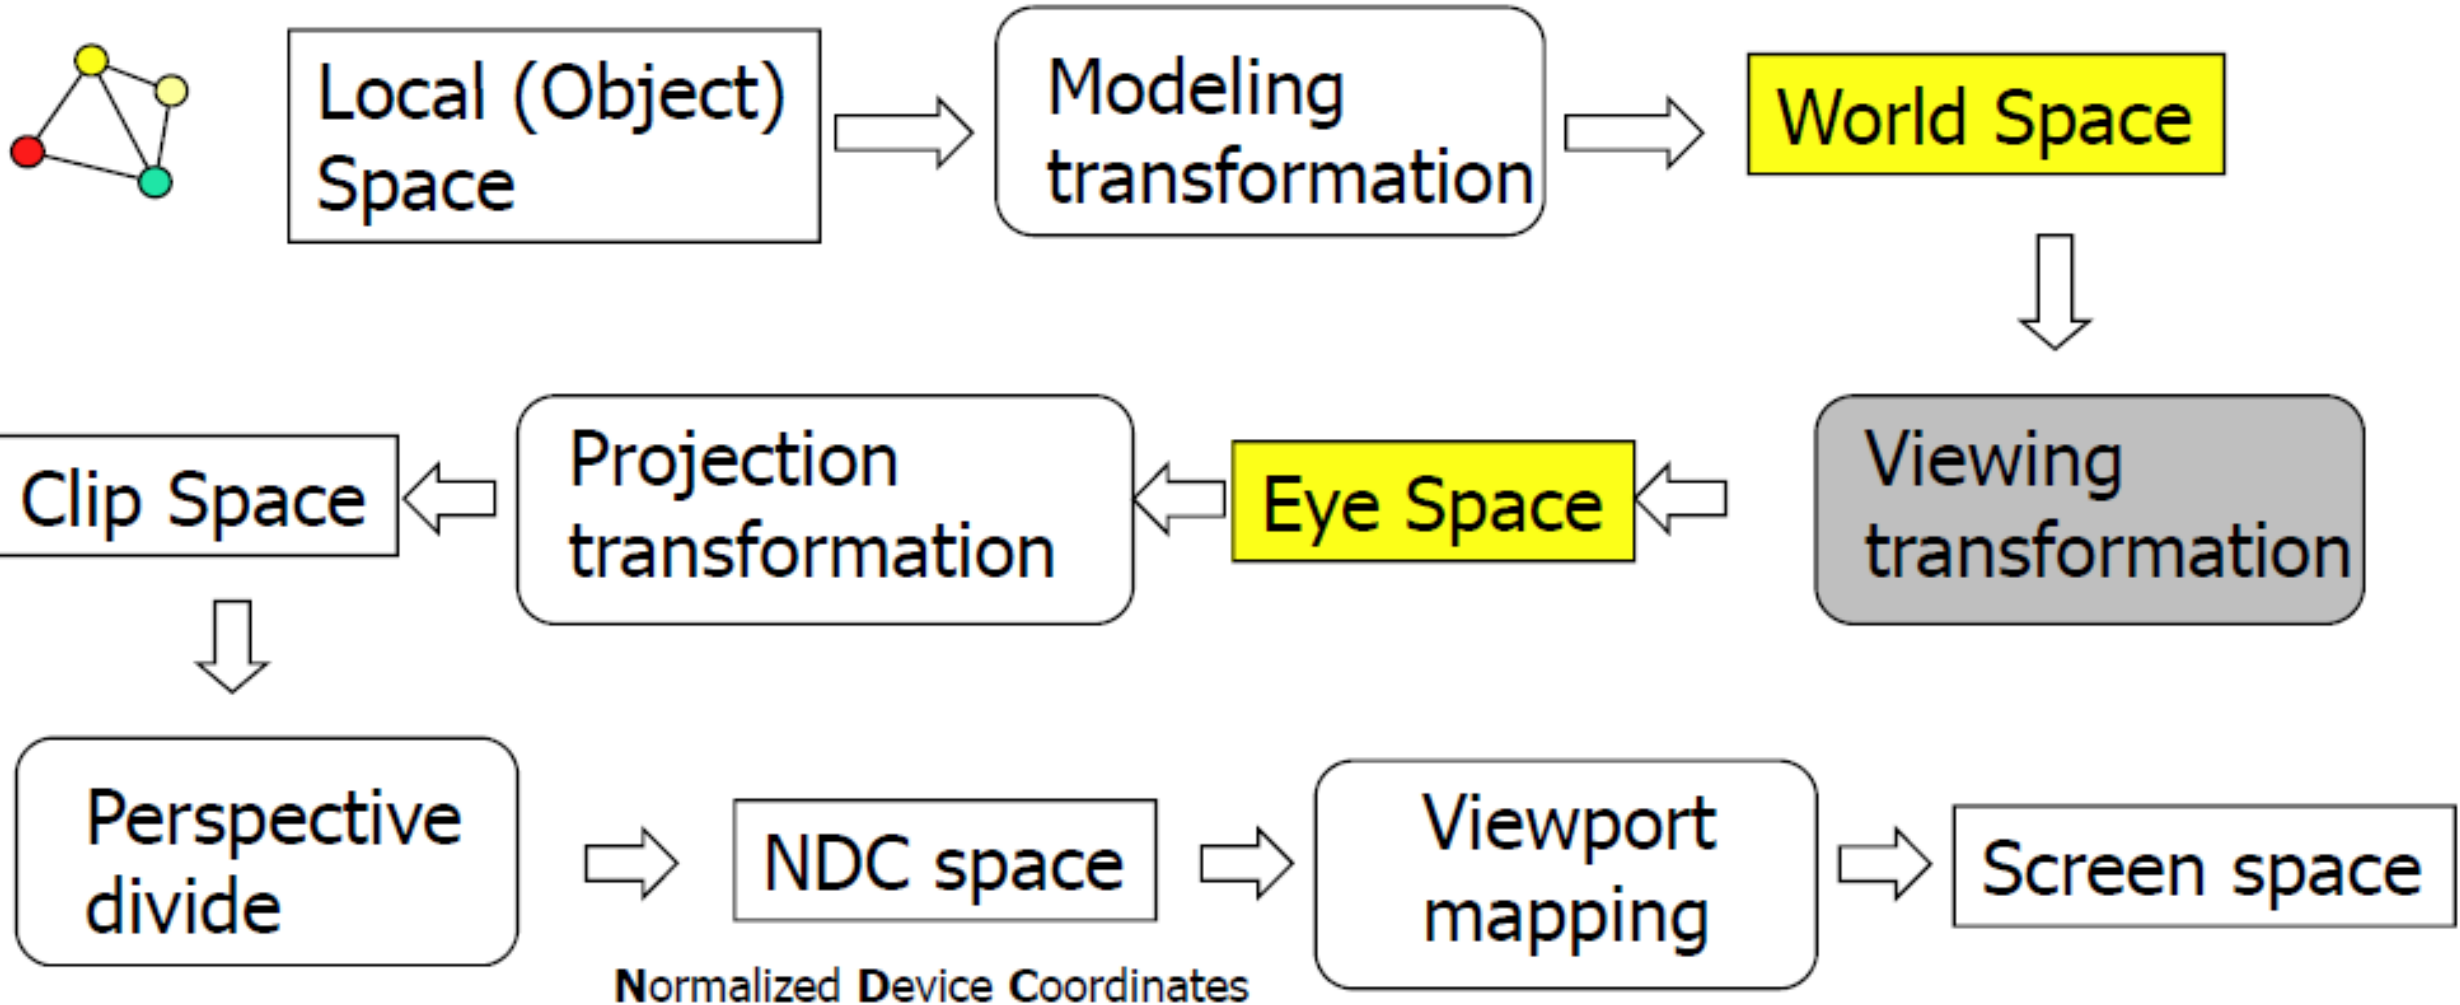 Local (Object)
Space
Modeling
transformation
World Space
Viewing
transformation
Eye Space
Projection
transformation
Clip Space
Perspective
divide
NDC space
Normalized Device Coordinates
Viewport
mapping
Screen space